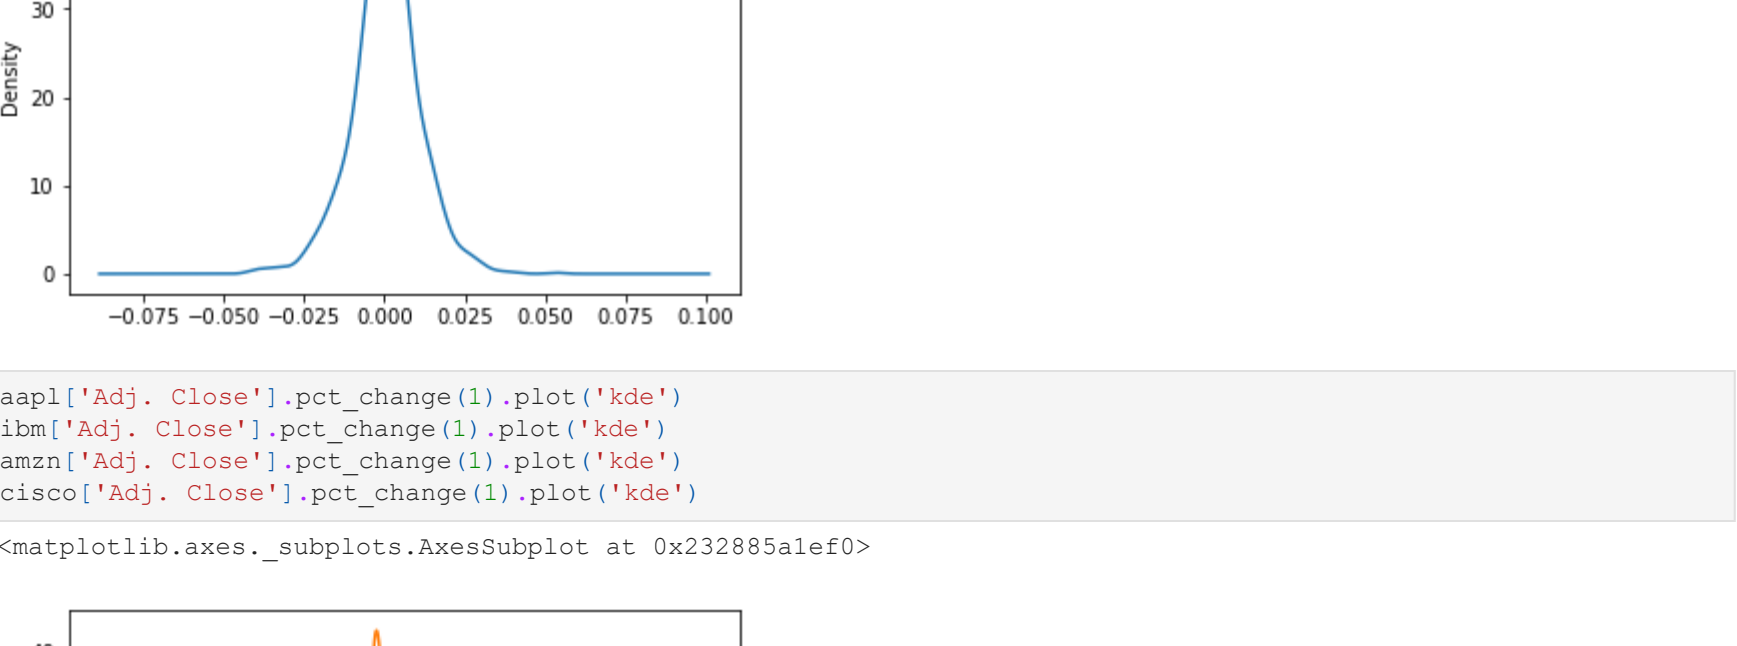 30
Density
20
10
0
−0.075 −0.050 −0.025 0.000 0.025 0.050 0.075 0.100
aapl['Adj. Close'].pct_change(1).plot('kde')
ibm['Adj. Close'].pct_change(1).plot('kde')
amzn['Adj. Close'].pct_change(1).plot('kde')
cisco['Adj. Close'].pct_change(1).plot('kde')
<matplotlib.axes._subplots.AxesSubplot at 0x232885a1ef0>